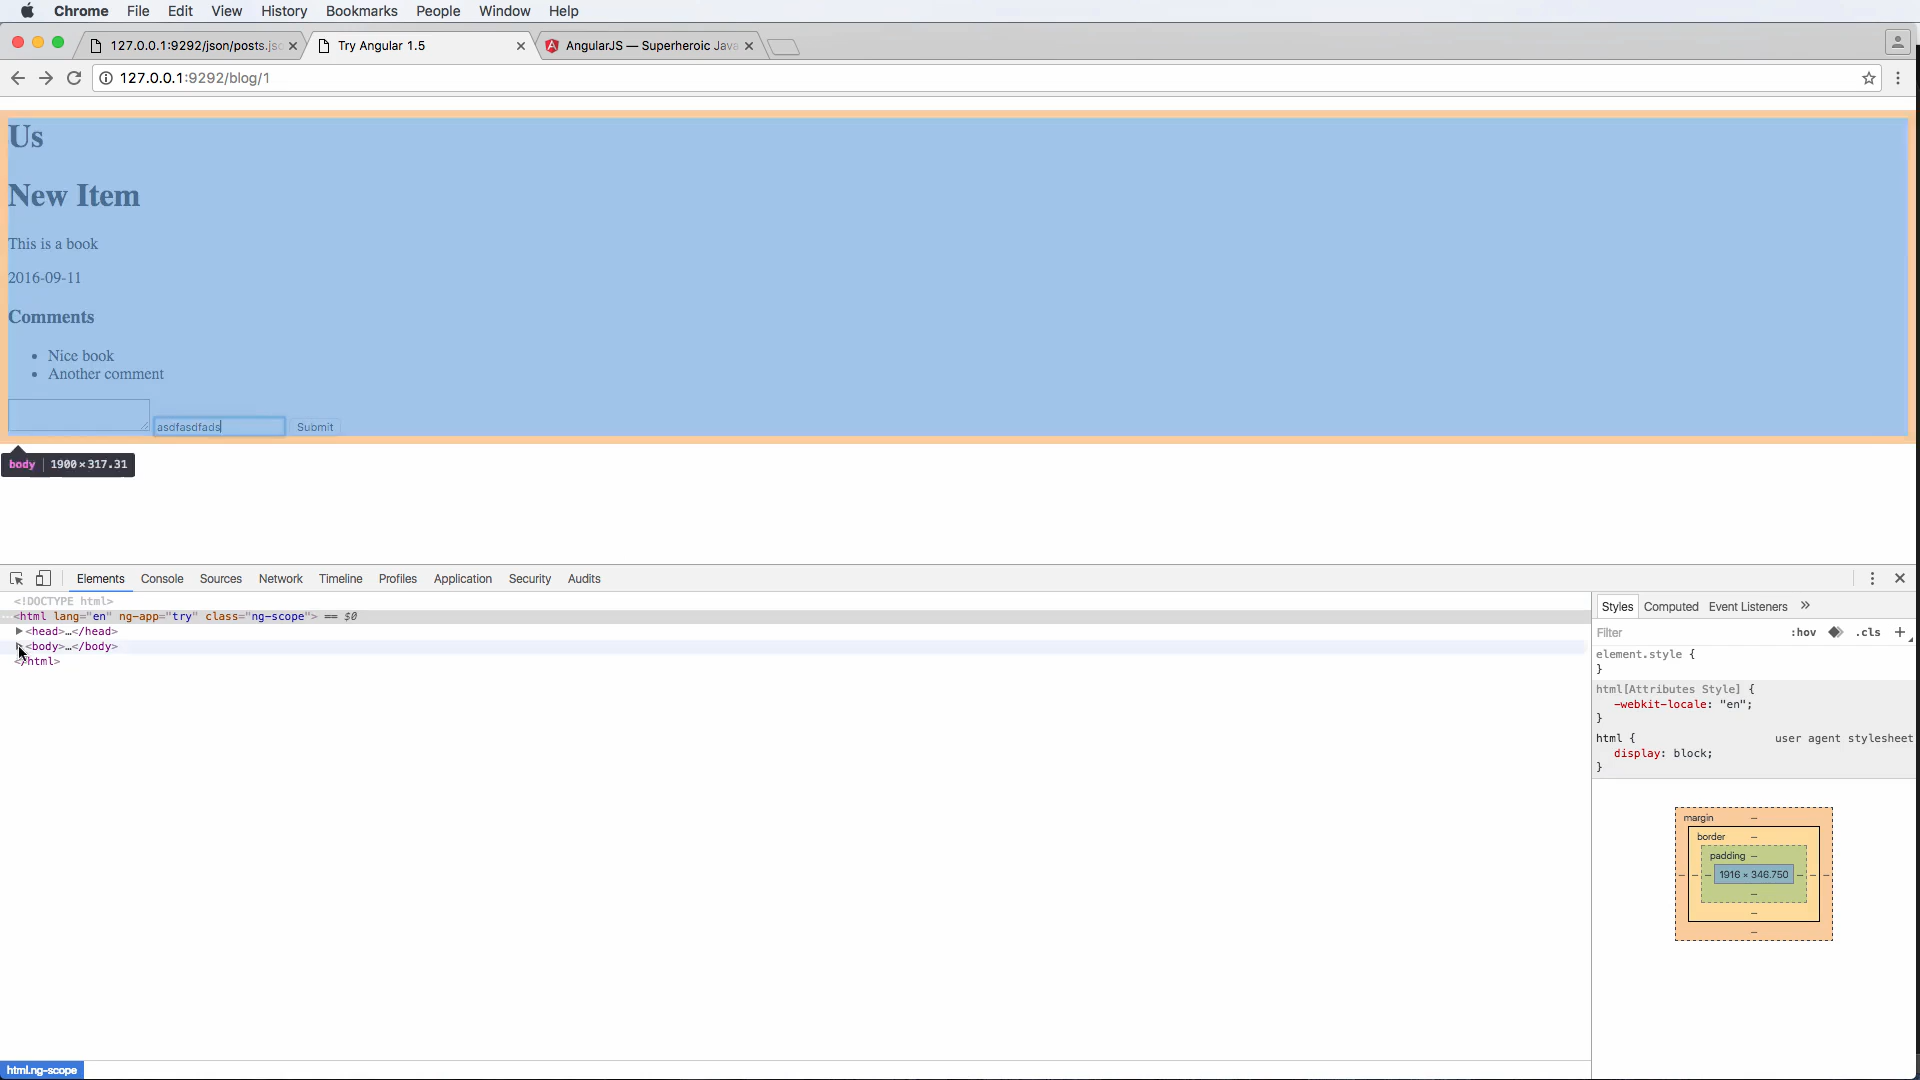 Chrome File Edit View History Bookmarks People Window Help
127.0.0.1:9292/json/posts.jso Try Angular 1.5 AngularJS — Superheroic Java
127.0.0.1:9292/blog/1
Us
New Item
This is a book
2016-09-11
Comments
• Nice book
• Another comment
asdfasdfads Submit
body 1900×317.31
Elements Console Sources Network Timeline Profiles Application Security Audits
<!DOCTYPE html>
<html lang="en" ng-app="try" class="ng-scope"> == $0
<head>…</head>
<body>…</body>
</html>
Styles Computed Event Listeners »
Filter :hov .cls +
element.style {
}
html[Attributes Style] {
-webkit-locale: "en";
}
html { user agent stylesheet
display: block;
}
margin –
border –
padding –
1916 × 346.750
html.ng-scope